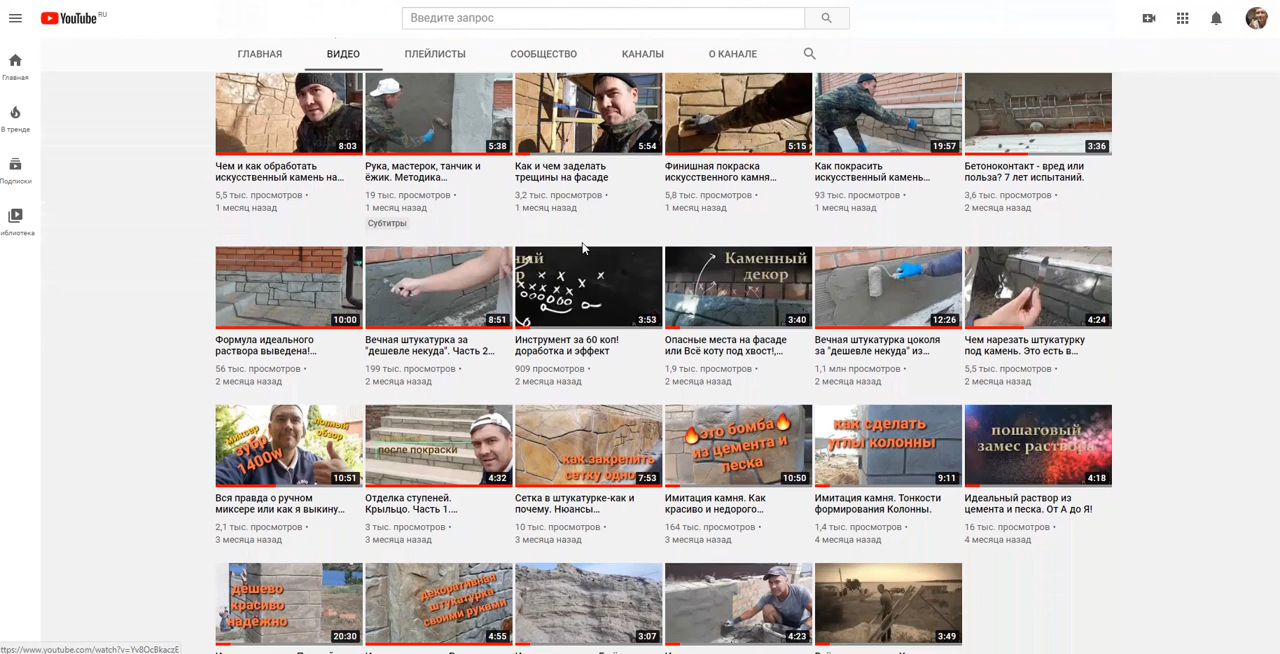 YouTube RU
Введите запрос
Главная
В тренде
Подписки
иблиотека
ГЛАВНАЯ ВИДЕО ПЛЕЙЛИСТЫ СООБЩЕСТВО КАНАЛЫ О КАНАЛЕ
8:03
Чем и как обработать
искусственный камень на...
5,5 тыс. просмотров •
1 месяц назад
5:38
Рука, мастерок, танчик и
ёжик. Методика...
19 тыс. просмотров •
1 месяц назад
Субтитры
5:54
Как и чем заделать
трещины на фасаде
3,2 тыс. просмотров •
1 месяц назад
5:15
Финишная покраска
искусственного камня...
5,8 тыс. просмотров •
1 месяц назад
19:57
Как покрасить
искусственный камень...
93 тыс. просмотров •
1 месяц назад
3:36
Бетоноконтакт - вред или
польза? 7 лет испытаний.
3,6 тыс. просмотров •
2 месяца назад
10:00
Формула идеального
раствора выведена!...
56 тыс. просмотров •
2 месяца назад
8:51
Вечная штукатурка за
"дешевле некуда". Часть 2...
199 тыс. просмотров •
2 месяца назад
ный
р
3:53
Инструмент за 60 коп!
доработка и эффект
909 просмотров •
2 месяца назад
Каменный
декор
3:40
Опасные места на фасаде
или Всё коту под хвост!,...
1,9 тыс. просмотров •
2 месяца назад
12:26
Вечная штукатурка цоколя
за "дешевле некуда" из...
1,1 млн просмотров •
2 месяца назад
4:24
Чем нарезать штукатурку
под камень. Это есть в...
5,5 тыс. просмотров •
2 месяца назад
миксер
зубр
1400w
полный
обзор
10:51
Вся правда о ручном
миксере или как я выкину...
2,1 тыс. просмотров •
3 месяца назад
после покраски
4:32
Отделка ступеней.
Крыльцо. Часть 1....
3 тыс. просмотров •
3 месяца назад
как закрепить
сетку одно
7:53
Сетка в штукатурке-как и
почему. Нюансы...
10 тыс. просмотров •
3 месяца назад
это бомба
из цемента и
песка
10:50
Имитация камня. Как
красиво и недорого...
164 тыс. просмотров •
3 месяца назад
как сделать
углы колонны
9:11
Имитация камня. Тонкости
формирования Колонны.
1,4 тыс. просмотров •
4 месяца назад
пошаговый
замес раствора
4:18
Идеальный раствор из
цемента и песка. От А до Я!
16 тыс. просмотров •
4 месяца назад
дёшево
красиво
надёжно
20:30
декоративная
штукатурка
своими руками
4:55
3:07
4:23
3:49
ttps://www.youtube.com/watch?v=Yv8OcBkaczE